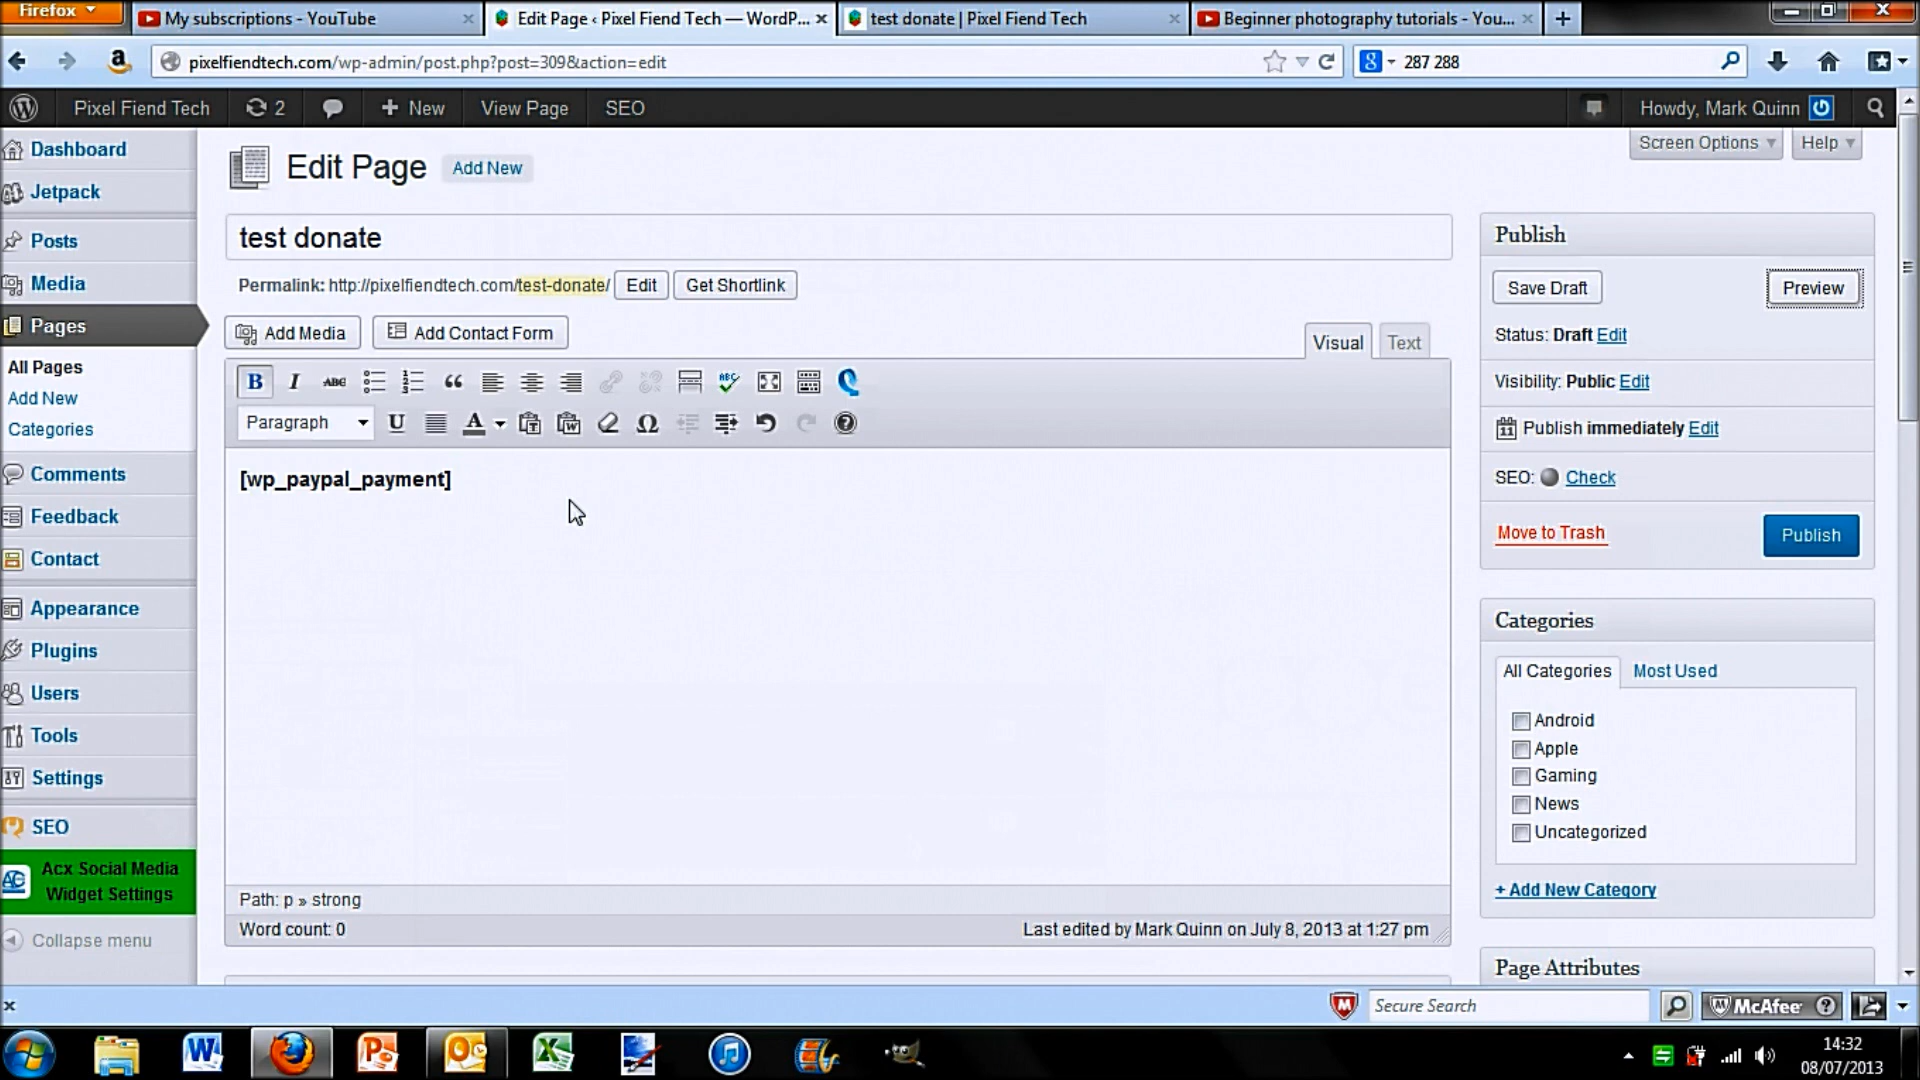 Firefox
My subscriptions - YouTube
Edit Page ‹ Pixel Fiend Tech — WordP...
test donate | Pixel Fiend Tech
Beginner photography tutorials - You...
pixelfiendtech.com/wp-admin/post.php?post=309&action=edit
287 288
Pixel Fiend Tech
2
New
View Page
SEO
Howdy, Mark Quinn
Dashboard
Jetpack
Posts
Media
Pages
All Pages
Add New
Categories
Comments
Feedback
Contact
Appearance
Plugins
Users
Tools
Settings
SEO
Acx Social Media
Widget Settings
Collapse menu
Screen Options
Help
Edit Page
Add New
test donate
Permalink: http://pixelfiendtech.com/test-donate/
Edit
Get Shortlink
Add Media
Add Contact Form
Visual
Text
B I ABC
ABC
Paragraph
U
A
Ω
[wp_paypal_payment]
Path: p » strong
Word count: 0
Last edited by Mark Quinn on July 8, 2013 at 1:27 pm
Publish
Save Draft
Preview
Status: Draft Edit
Visibility: Public Edit
11
Publish immediately Edit
SEO: Check
Move to Trash
Publish
Categories
All Categories
Most Used
Android
Apple
Gaming
News
Uncategorized
+ Add New Category
Page Attributes
Secure Search
McAfee
14:32
08/07/2013